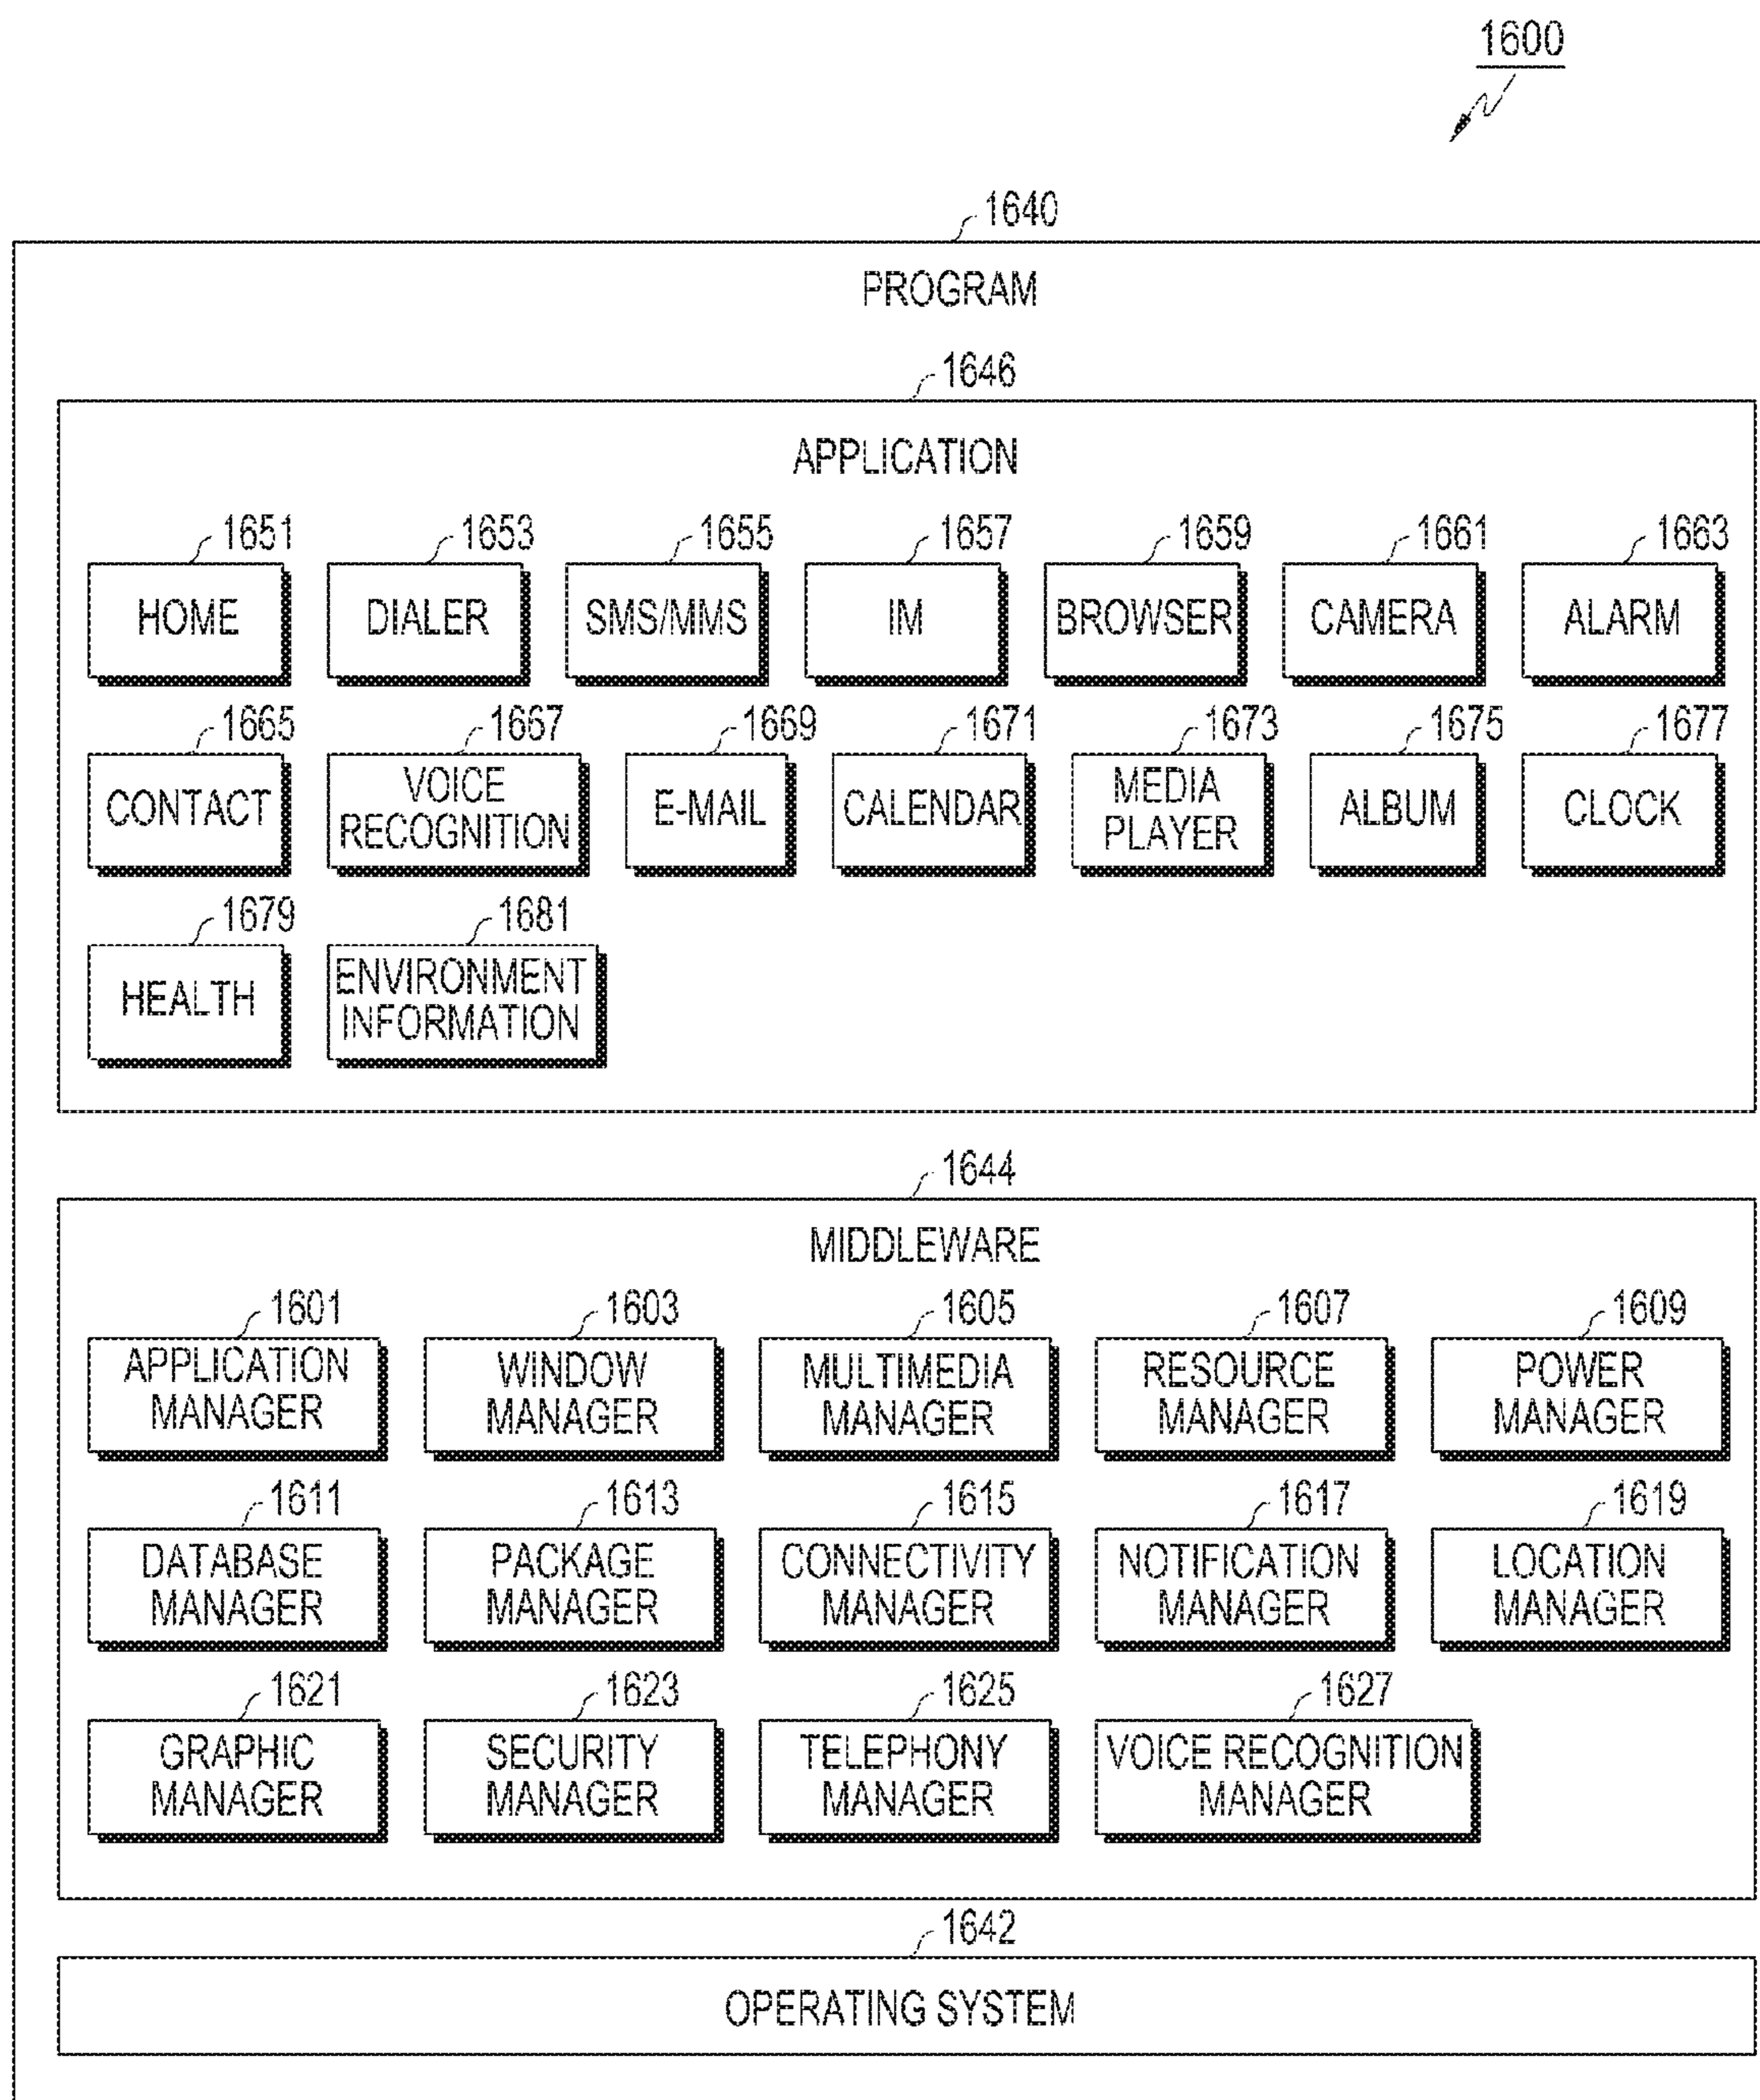 1600
1640
PROGRAM
1646
APPLICATION
1651 1653 1655 1657 1659 1661 1663
HOME DIALER SMS/MMS IM BROWSER CAMERA ALARM
1665 1667 1669 1671 1673 1675 1677
CONTACT
VOICE
RECOGNITION
E-MAIL
CALENDAR
MEDIA
PLAYER
ALBUM
CLOCK
1679 1681
HEALTH
ENVIRONMENT
INFORMATION
1644
MIDDLEWARE
1601 1603 1605 1607 1609
APPLICATION
MANAGER
WINDOW
MANAGER
MULTIMEDIA
MANAGER
RESOURCE
MANAGER
POWER
MANAGER
1611 1613 1615 1617 1619
DATABASE
MANAGER
PACKAGE
MANAGER
CONNECTIVITY
MANAGER
NOTIFICATION
MANAGER
LOCATION
MANAGER
1621 1623 1625 1627
GRAPHIC
MANAGER
SECURITY
MANAGER
TELEPHONY
MANAGER
VOICE RECOGNITION
MANAGER
1642
OPERATING SYSTEM